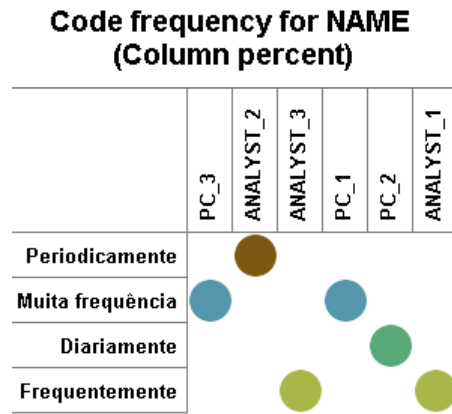 Code frequency for NAME
(Column percent)
PC_3
ANALYST_2
ANALYST_3
PC_1
PC_2
ANALYST_1
Periodicamente
Muita frequência
Diariamente
Frequentemente